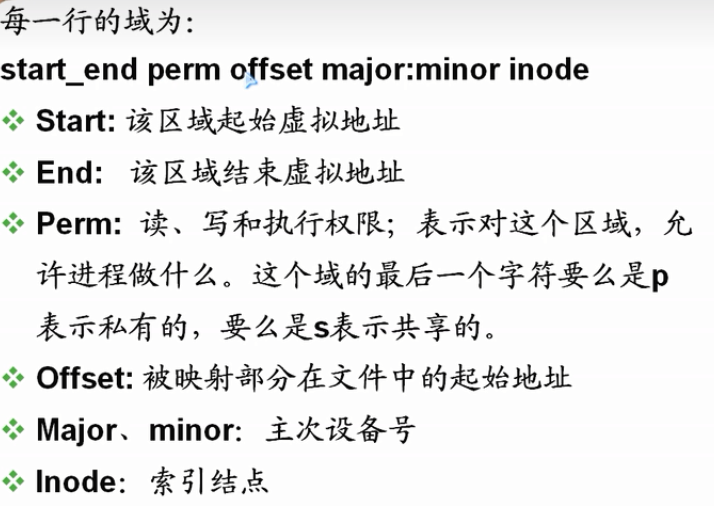 每一行的域为：
start_end perm offset major:minor inode
Start: 该区域起始虚拟地址
End: 该区域结束虚拟地址
Perm: 读、写和执行权限；表示对这个区域，允
许进程做什么。这个域的最后一个字符要么是p
表示私有的，要么是s表示共享的。
Offset: 被映射部分在文件中的起始地址
Major、minor：主次设备号
Inode：索引结点